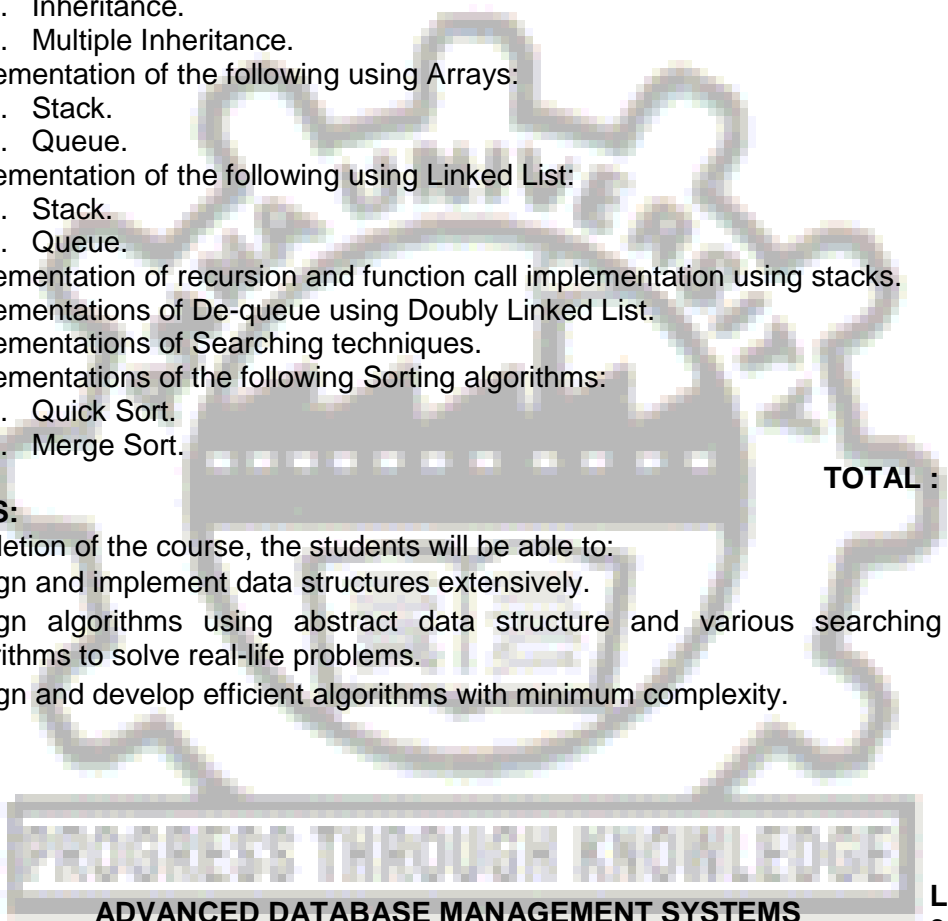 . Inheritance.
. Multiple Inheritance.
ementation of the following using Arrays:
. Stack.
. Queue.
ementation of the following using Linked List:
. Stack.
. Queue.
ementation of recursion and function call implementation using stacks.
ementations of De-queue using Doubly Linked List.
ementations of Searching techniques.
ementations of the following Sorting algorithms:
. Quick Sort.
. Merge Sort.
TOTAL :
S:
letion of the course, the students will be able to:
gn and implement data structures extensively.
gn algorithms using abstract data structure and various searching
rithms to solve real-life problems.
gn and develop efficient algorithms with minimum complexity.
NA UNIVERSITY
PROGRESS THROUGH KNOWLEDGE
L
ADVANCED DATABASE MANAGEMENT SYSTEMS